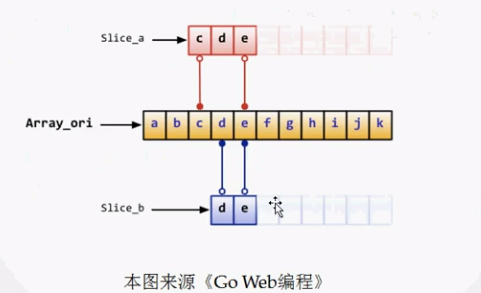 Slice_a c d e
Array_ori a b c d e f g h i j k
Slice_b d e
本图来源《Go Web编程》